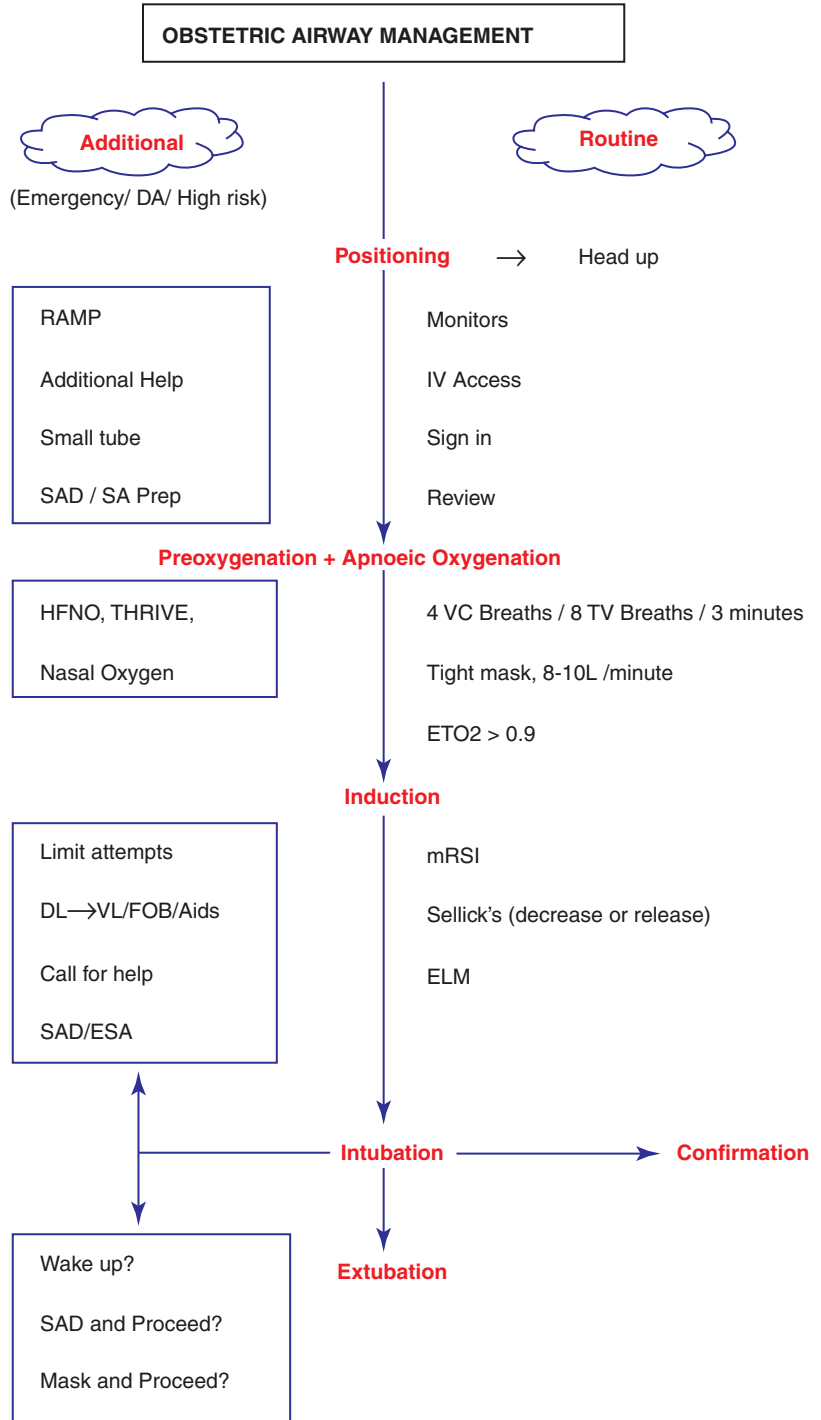 OBSTETRIC AIRWAY MANAGEMENT
Additional
Routine
(Emergency/ DA/ High risk)
Positioning → Head up
RAMP
Additional Help
Small tube
SAD / SA Prep
Monitors
IV Access
Sign in
Review
Preoxygenation + Apnoeic Oxygenation
HFNO, THRIVE,
Nasal Oxygen
4 VC Breaths / 8 TV Breaths / 3 minutes
Tight mask, 8-10L /minute
ETO2 > 0.9
Induction
Limit attempts
DL→VL/FOB/Aids
Call for help
SAD/ESA
mRSI
Sellick's (decrease or release)
ELM
Intubation
Confirmation
Wake up?
SAD and Proceed?
Mask and Proceed?
Extubation